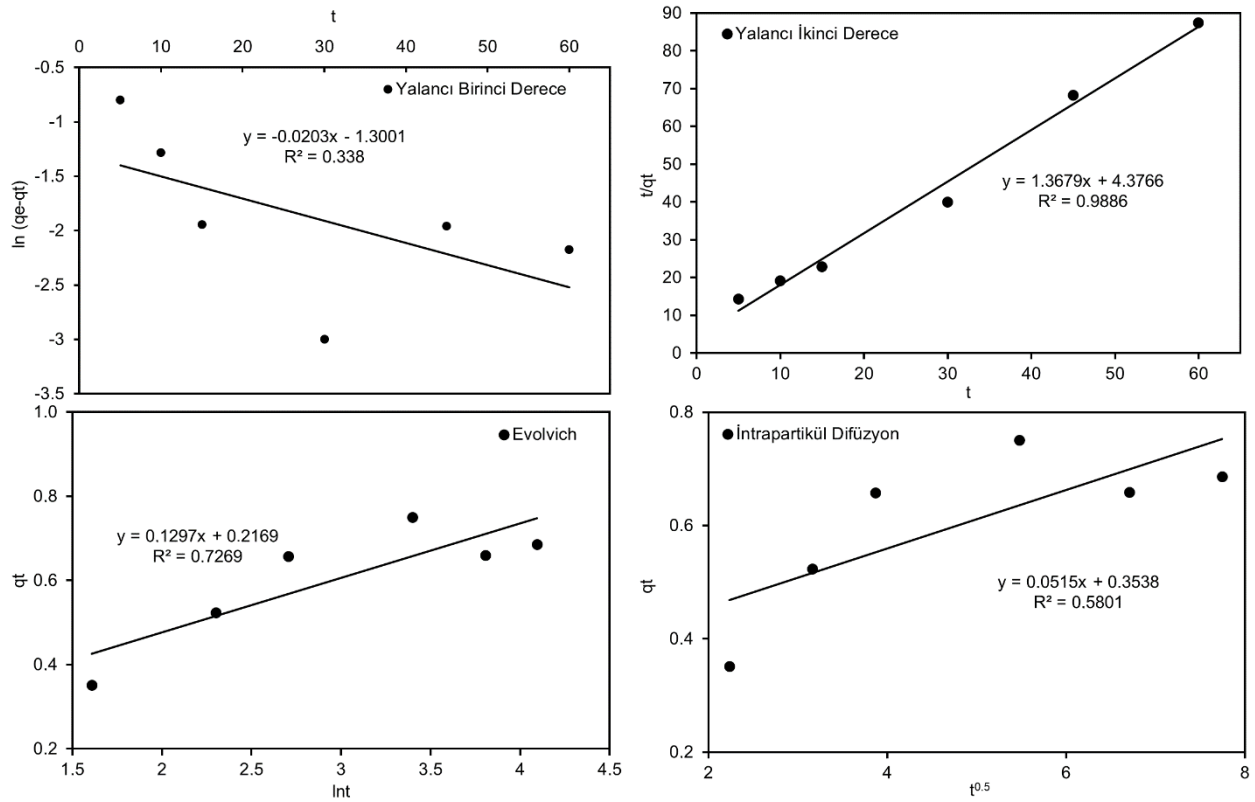 t
0 10 20 30 40 50 60
-0.5
-1
-1.5
-2
-2.5
-3
-3.5
ln (qe-qt)
Yalancı Birinci Derece
y = -0.0203x - 1.3001
R² = 0.338
90
80
70
60
50
40
30
20
10
0
t/qt
Yalancı İkinci Derece
y = 1.3679x + 4.3766
R² = 0.9886
0 10 20 30 40 50 60
t
1.0
0.8
0.6
0.4
0.2
qt
Evolvich
y = 0.1297x + 0.2169
R² = 0.7269
1.5 2 2.5 3 3.5 4 4.5
lnt
0.8
0.6
0.4
0.2
qt
İntrapartikül Difüzyon
y = 0.0515x + 0.3538
R² = 0.5801
2 4 6 8
t^0.5